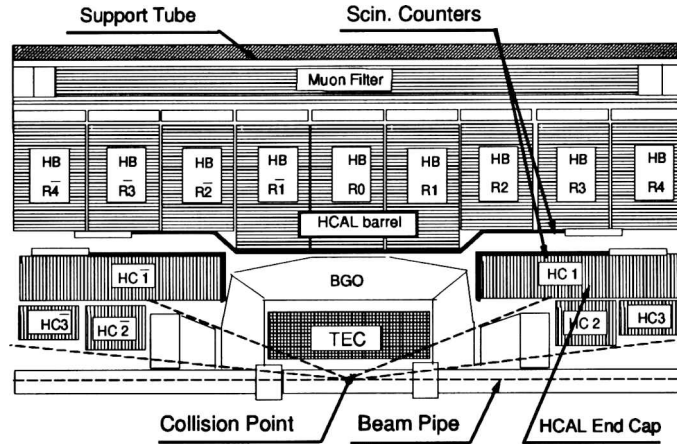 Support Tube
Scin. Counters
Muon Filter
HB HB HB HB HB HB HB HB HB
R4̅ R3̅ R2̅ R1̅ R0 R1 R2 R3 R4
HCAL barrel
HC 1̅
BGO
HC 1
HC3̅
HC 2̅
TEC
HC 2
HC3
Collision Point
Beam Pipe
HCAL End Cap